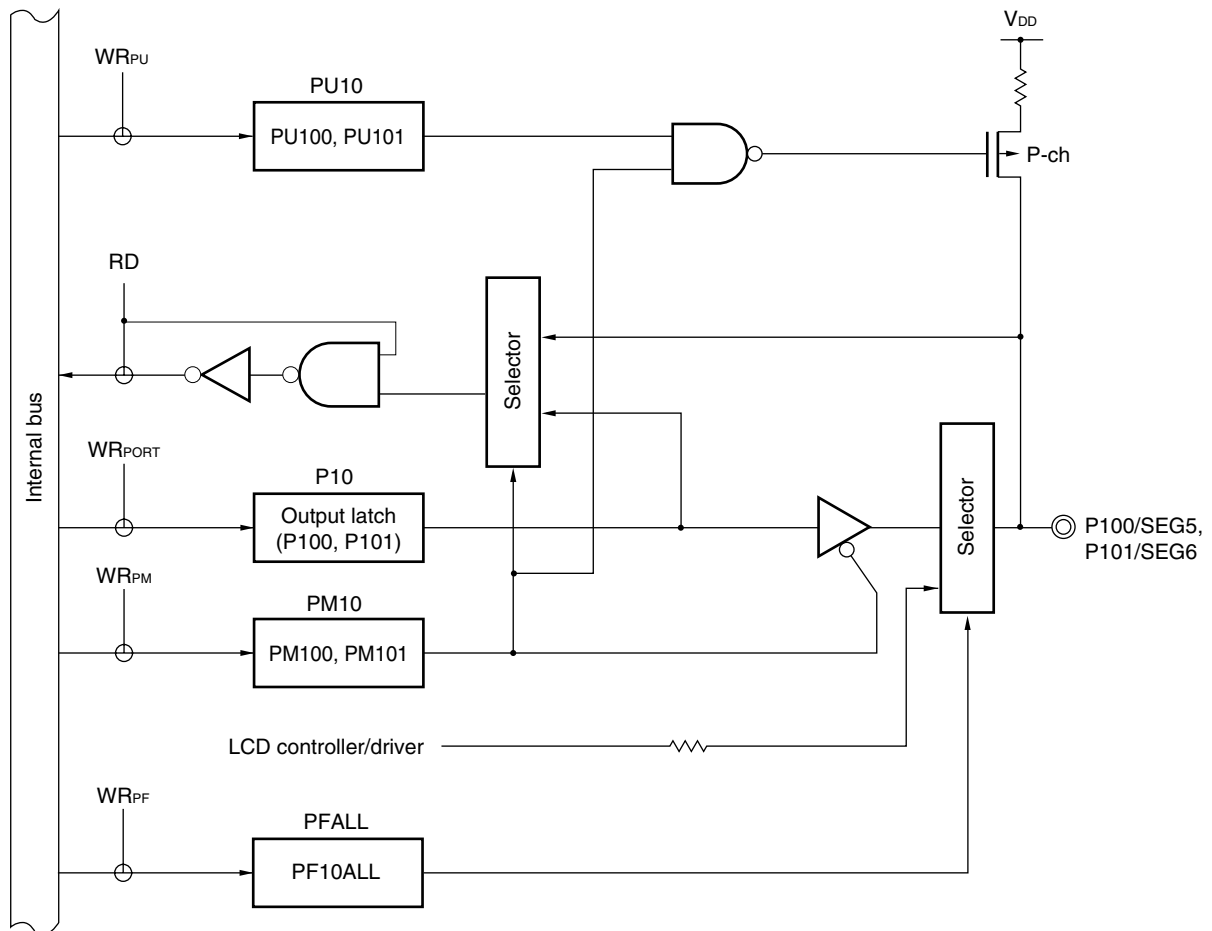 VDD
WRPU
PU10
PU100, PU101
P-ch
RD
Selector
Internal bus
WRPORT
P10
Output latch
(P100, P101)
Selector
P100/SEG5,
P101/SEG6
WRPM
PM10
PM100, PM101
LCD controller/driver
WRPF
PFALL
PF10ALL